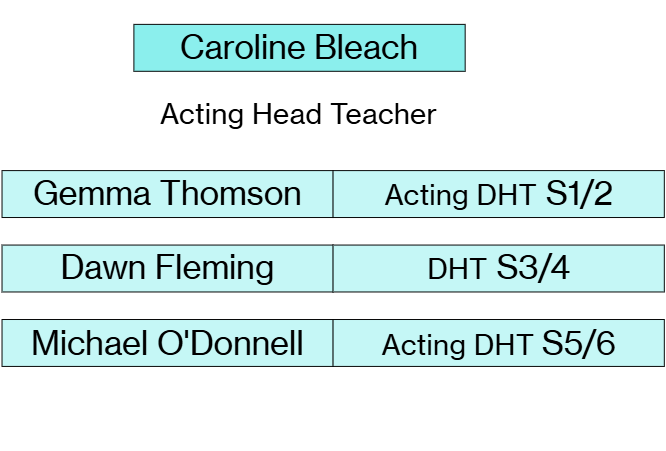 Caroline Bleach
Acting Head Teacher
Gemma Thomson Acting DHT S1/2
Dawn Fleming DHT S3/4
Michael O'Donnell Acting DHT S5/6